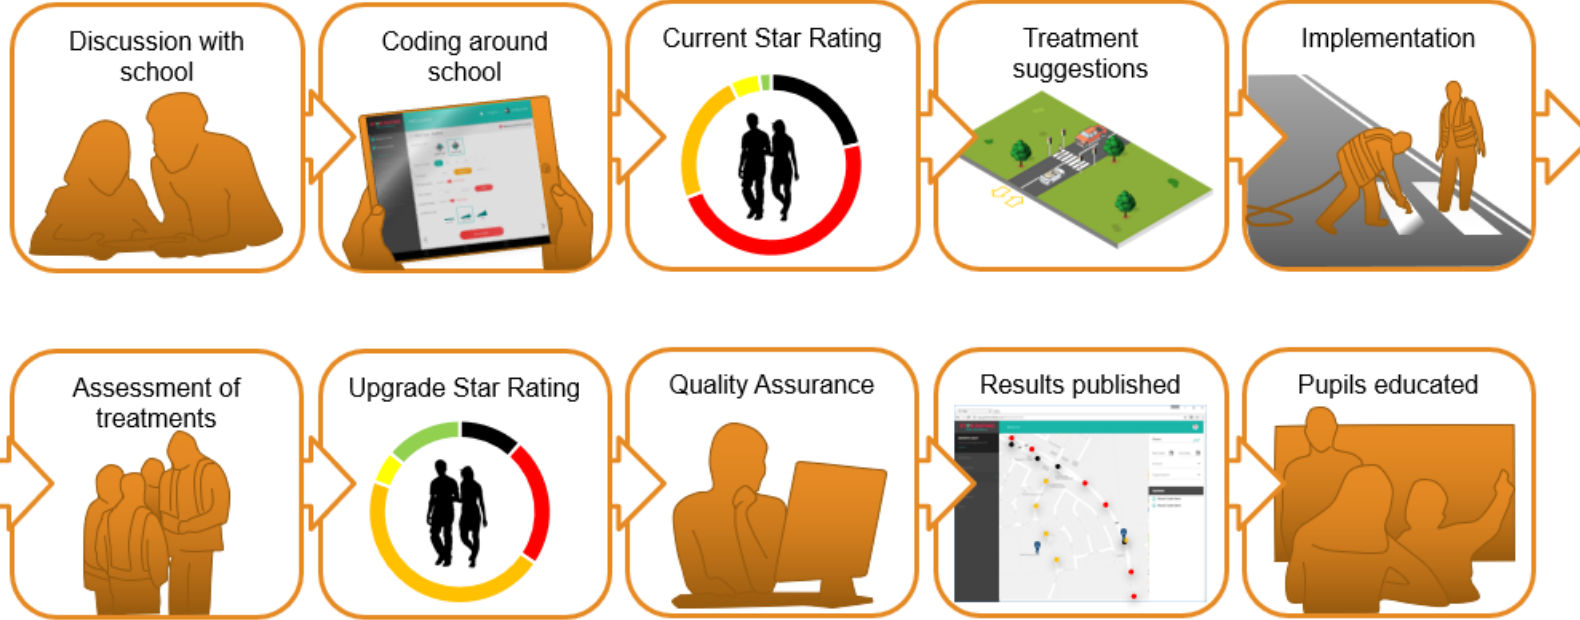 Discussion with
school
Coding around
school
Current Star Rating
Treatment
suggestions
Implementation
Assessment of
treatments
Upgrade Star Rating
Quality Assurance
Results published
Pupils educated